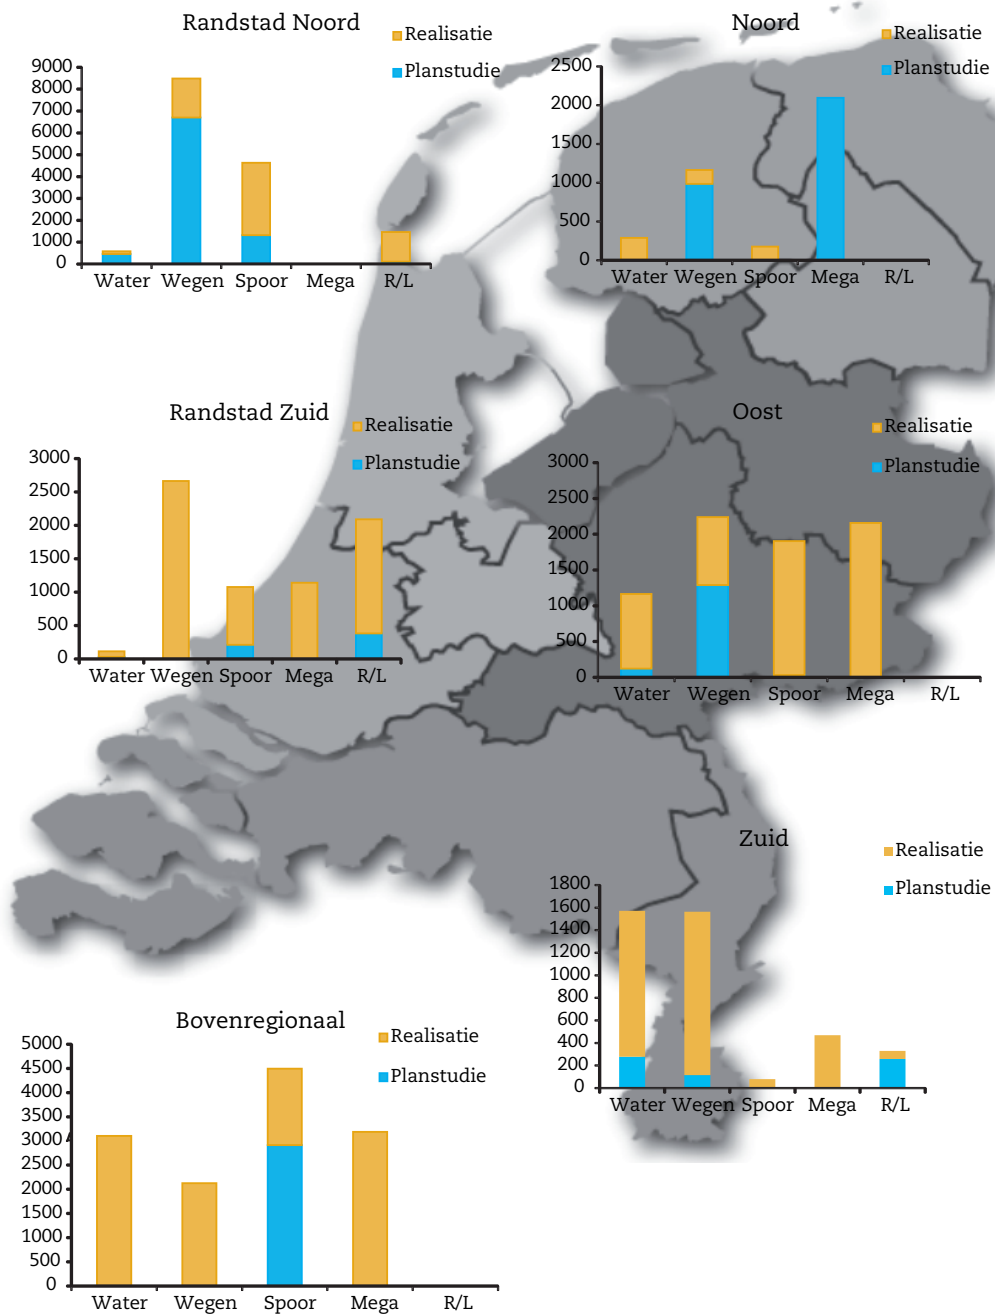 Randstad Noord
Realisatie
Planstudie
9000
8000
7000
6000
5000
4000
3000
2000
1000
0
Water Wegen Spoor Mega R/L
Noord
Realisatie
Planstudie
2500
2000
1500
1000
500
0
Water Wegen Spoor Mega R/L
Randstad Zuid
Realisatie
Planstudie
3000
2500
2000
1500
1000
500
0
Water Wegen Spoor Mega R/L
Oost
Realisatie
Planstudie
3000
2500
2000
1500
1000
500
0
Water Wegen Spoor Mega R/L
Zuid
Realisatie
Planstudie
1800
1600
1400
1200
1000
800
600
400
200
0
Water Wegen Spoor Mega R/L
Bovenregionaal
Realisatie
Planstudie
5000
4500
4000
3500
3000
2500
2000
1500
1000
500
0
Water Wegen Spoor Mega R/L